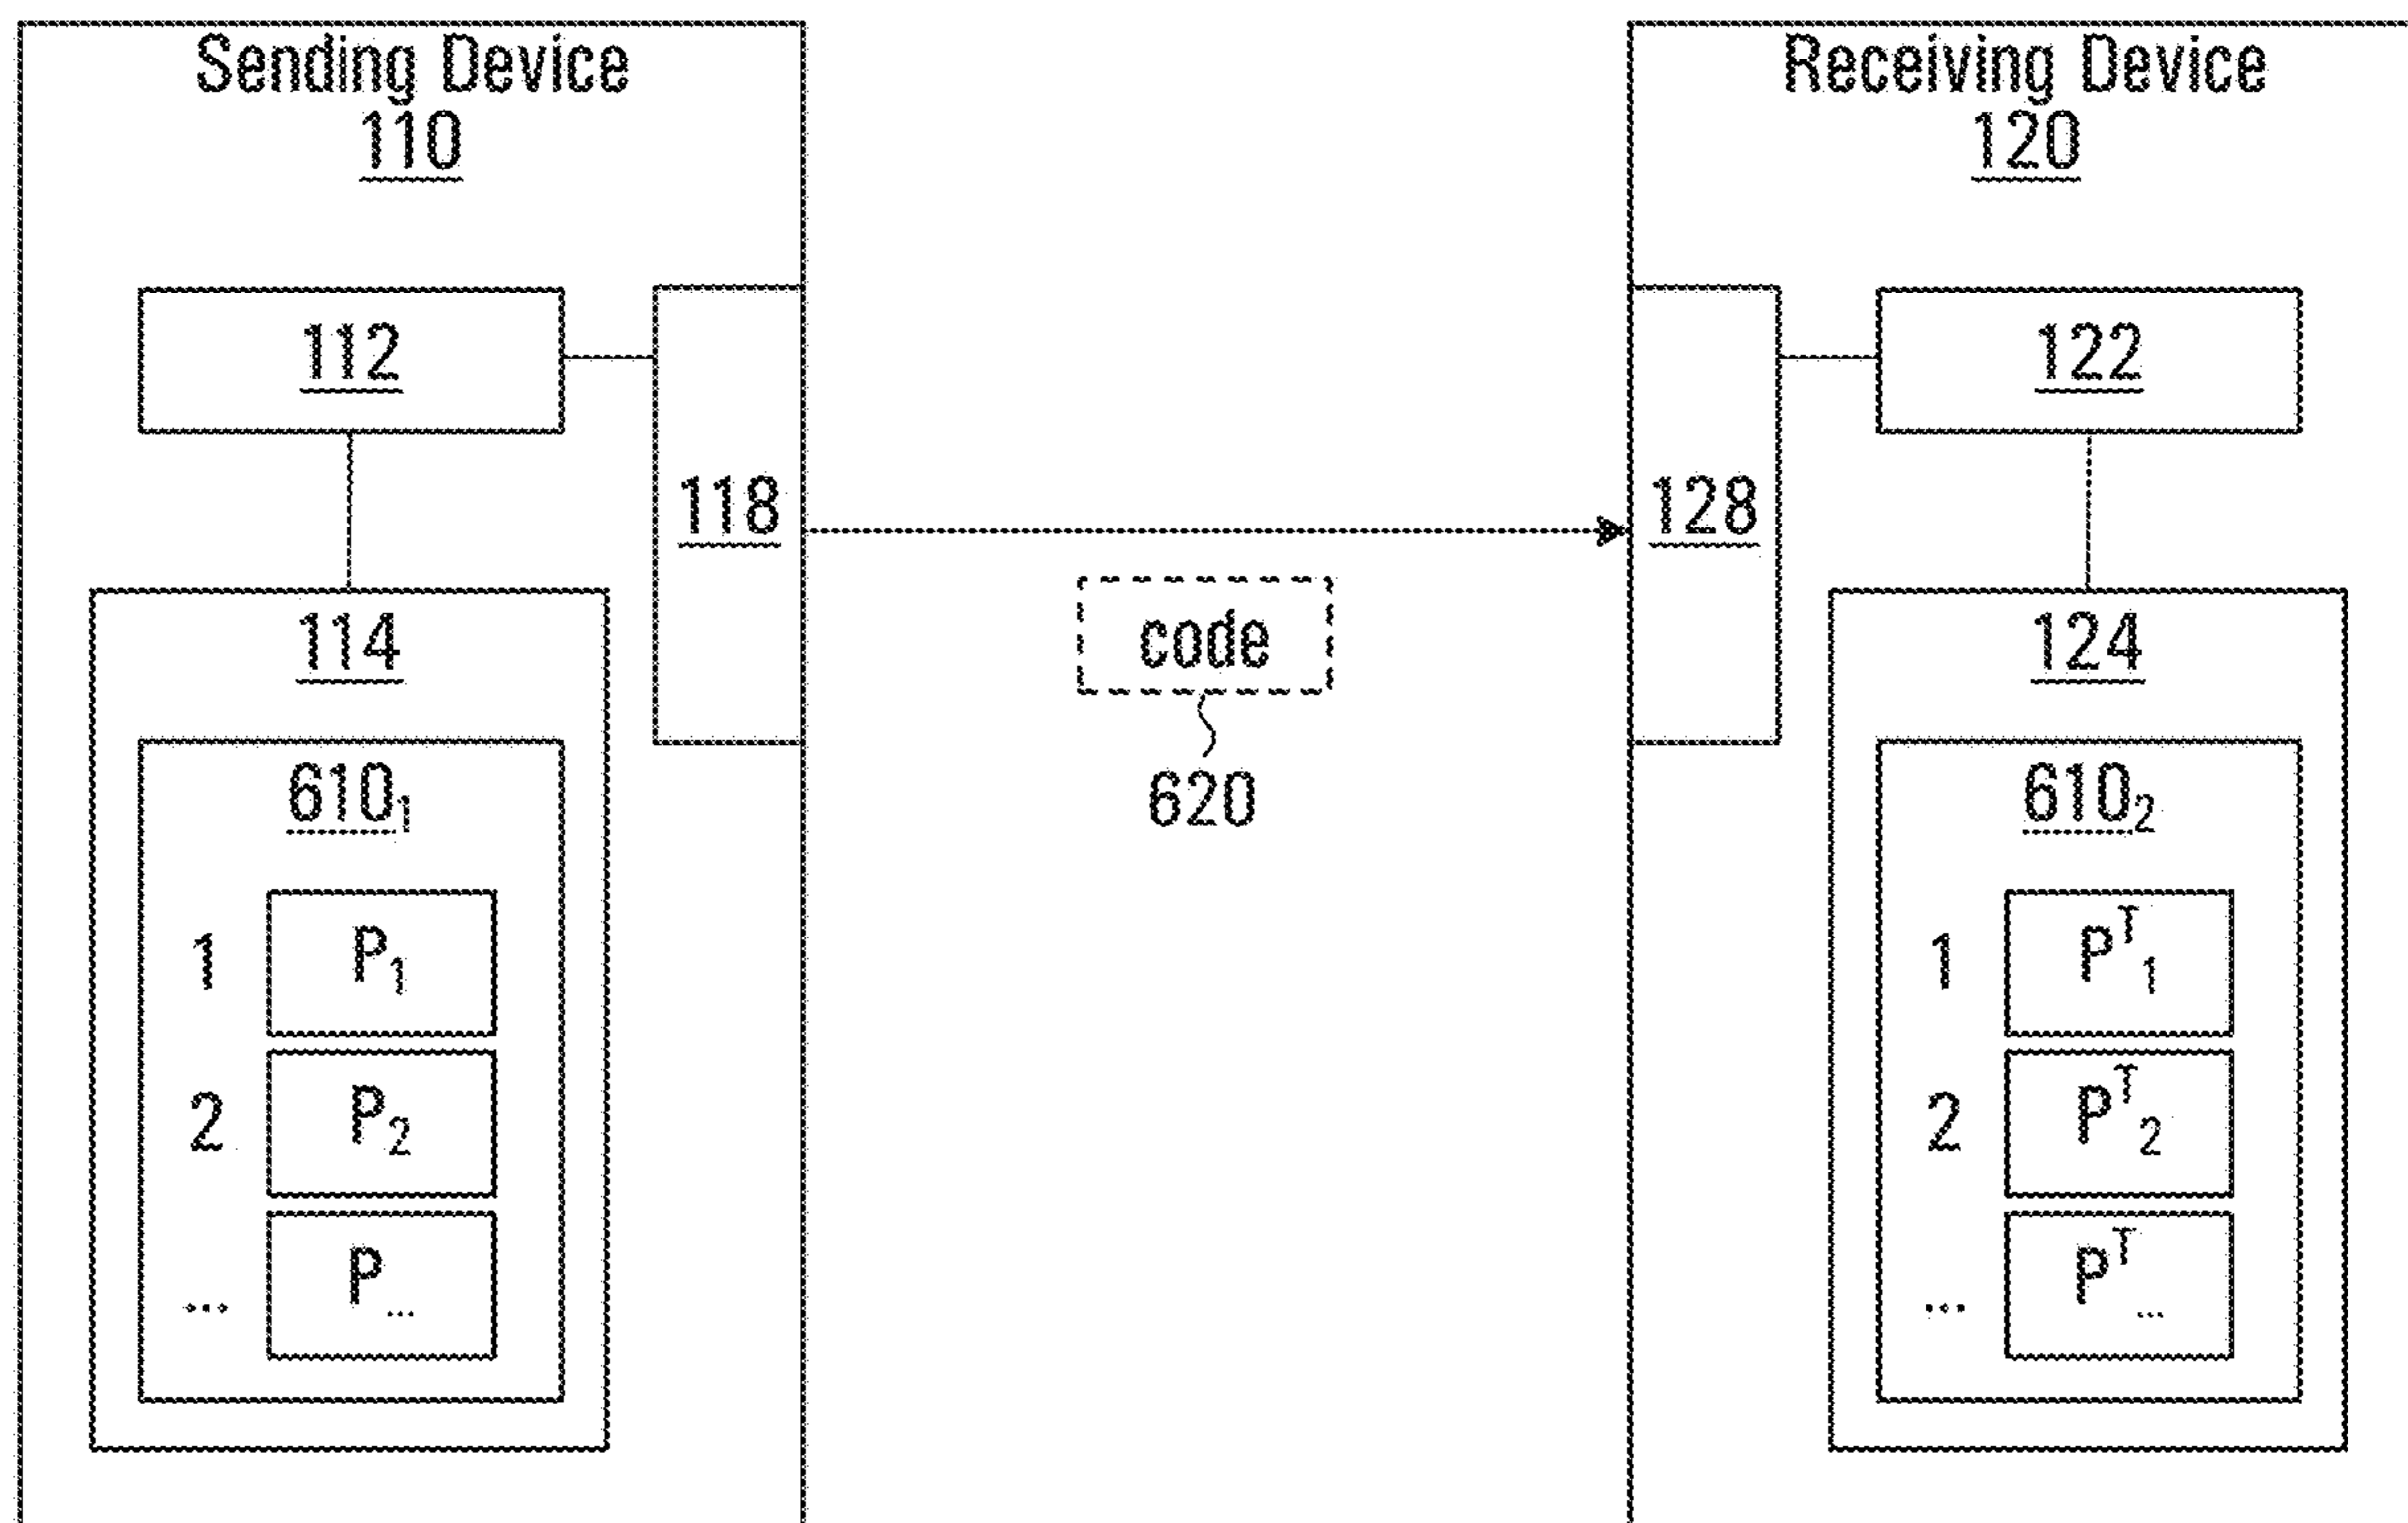 Sending Device
110
112
118
114
610₁
1 P₁
2 P₂
... P...
code
620
Receiving Device
120
122
128
124
610₂
1 Pᵀ₁
2 Pᵀ₂
... Pᵀ...